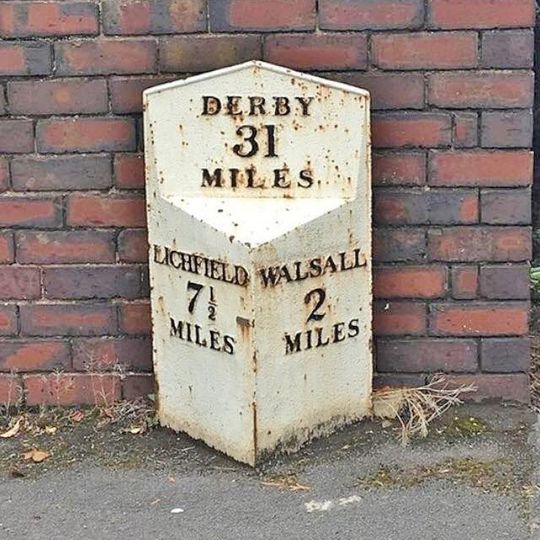 DERBY
31
MILES
LICHFIELD
7½
MILES
WALSALL
2
MILES